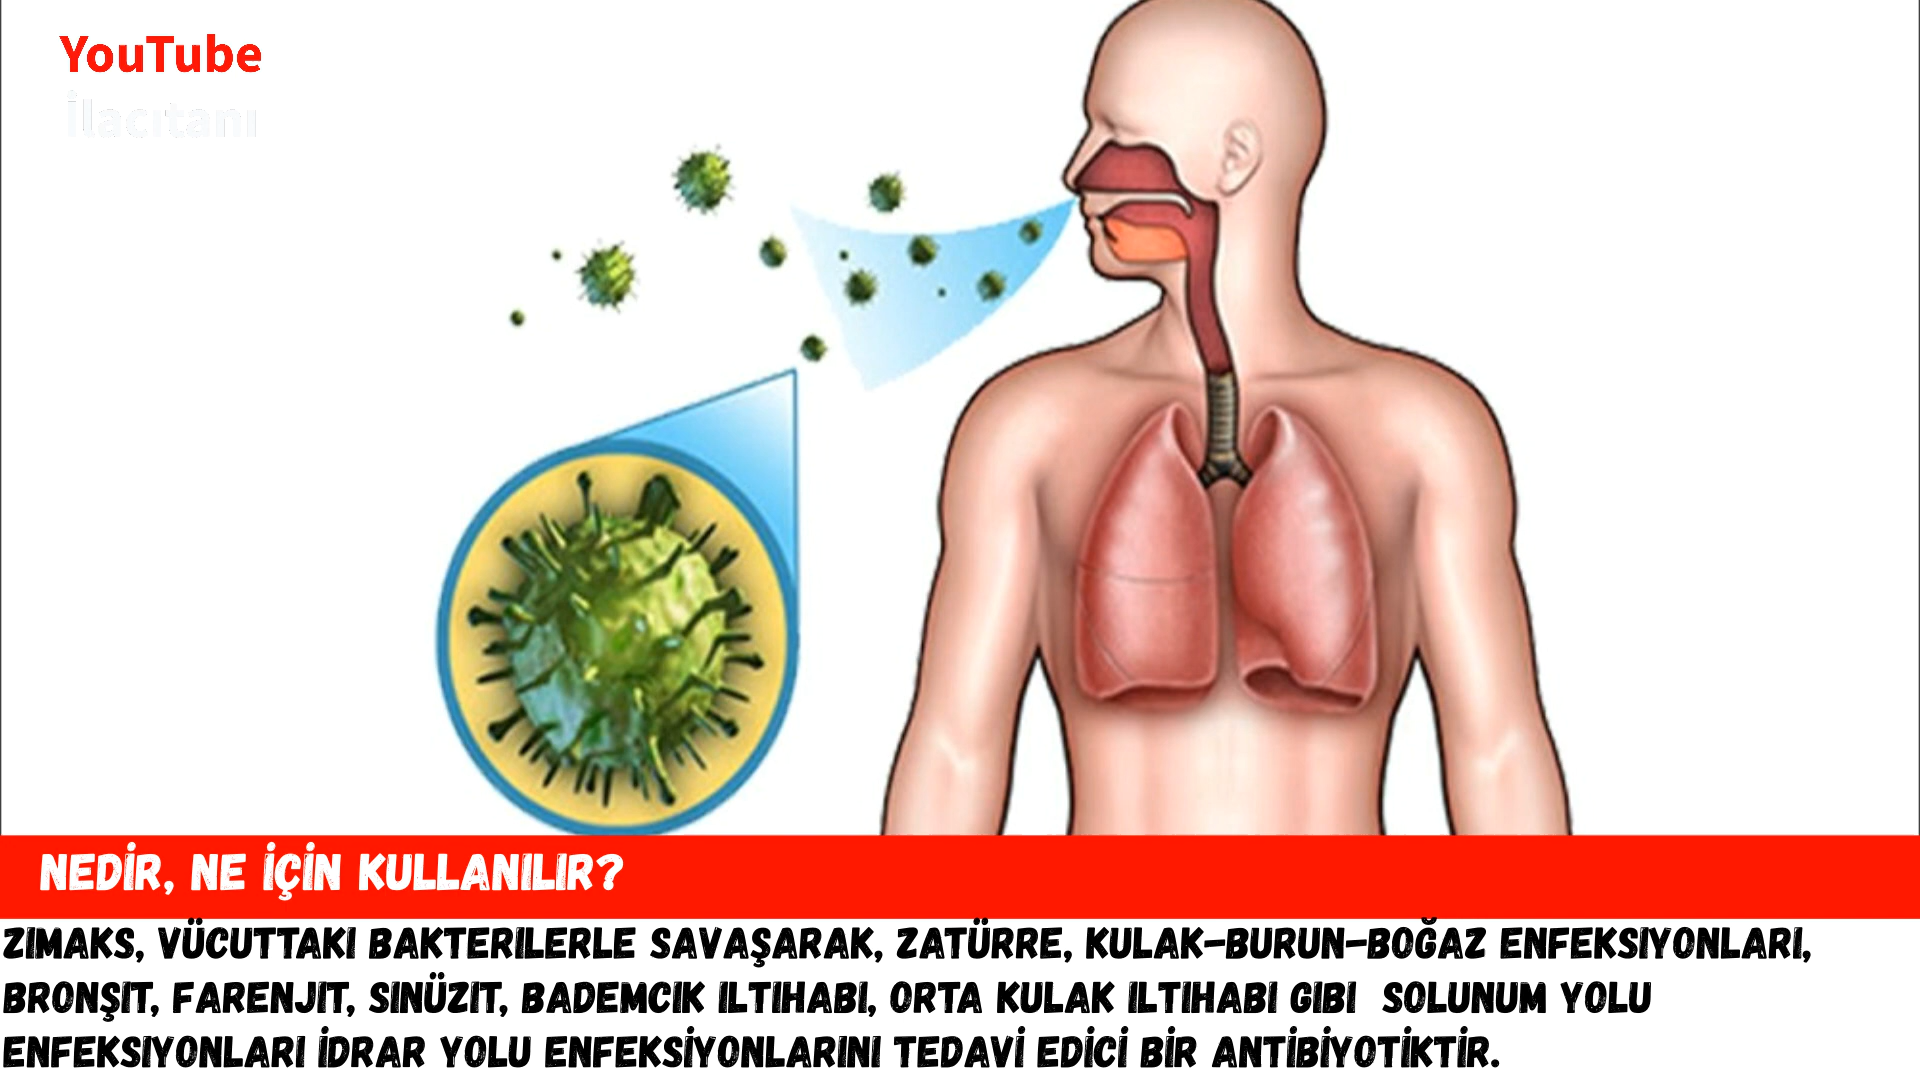 YouTube
İlacıtanı
NEDİR, NE İÇİN KULLANILIR?
ZIMAKS, VÜCUTTAKI BAKTERILERLE SAVAŞARAK, ZATÜRRE, KULAK-BURUN-BOĞAZ ENFEKSIYONLARI,
BRONŞIT, FARENJIT, SINÜZIT, BADEMCIK ILTIHABI, ORTA KULAK ILTIHABI GIBI SOLUNUM YOLU
ENFEKSIYONLARI İDRAR YOLU ENFEKSİYONLARINI TEDAVİ EDİCİ BİR ANTİBİYOTİKTİR.